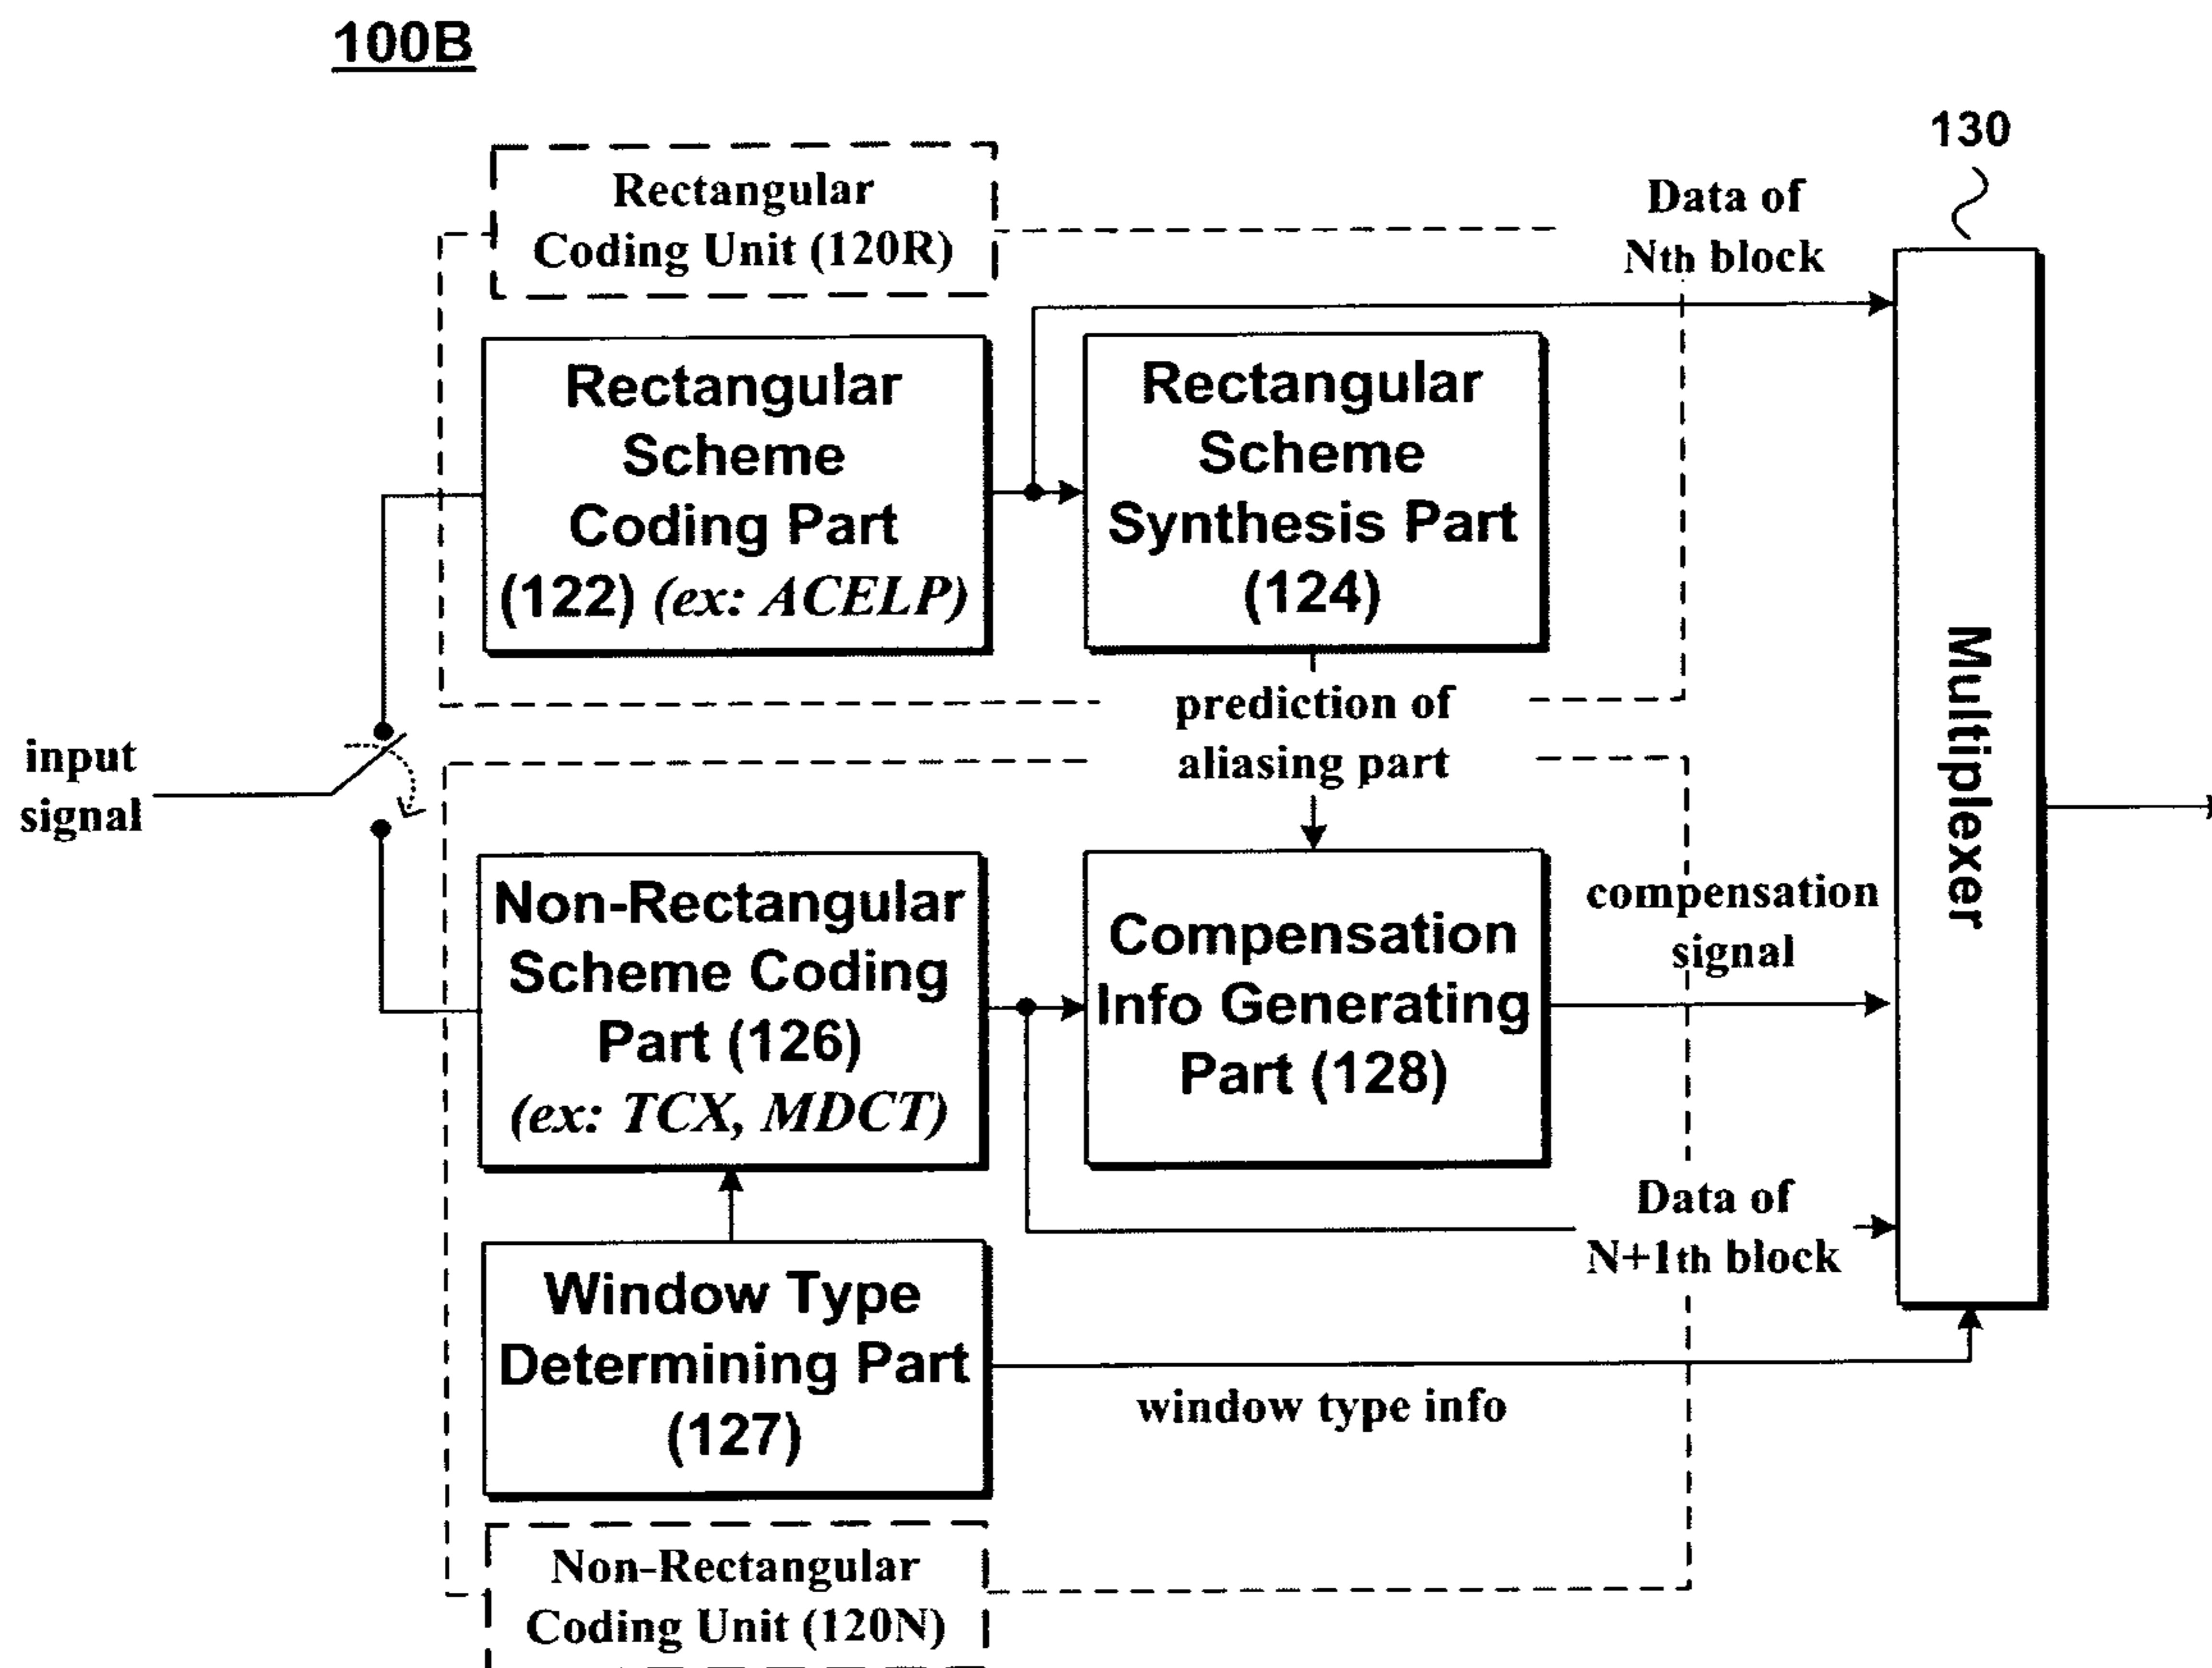 100B
130
Rectangular
Coding Unit (120R)
Data of
Nth block
Rectangular
Scheme
Coding Part
(122) (ex: ACELP)
Rectangular
Scheme
Synthesis Part
(124)
Multiplexer
prediction of
aliasing part
input
signal
Non-Rectangular
Scheme Coding
Part (126)
(ex: TCX, MDCT)
Compensation
Info Generating
Part (128)
compensation
signal
Data of
N+1th block
Window Type
Determining Part
(127)
window type info
Non-Rectangular
Coding Unit (120N)